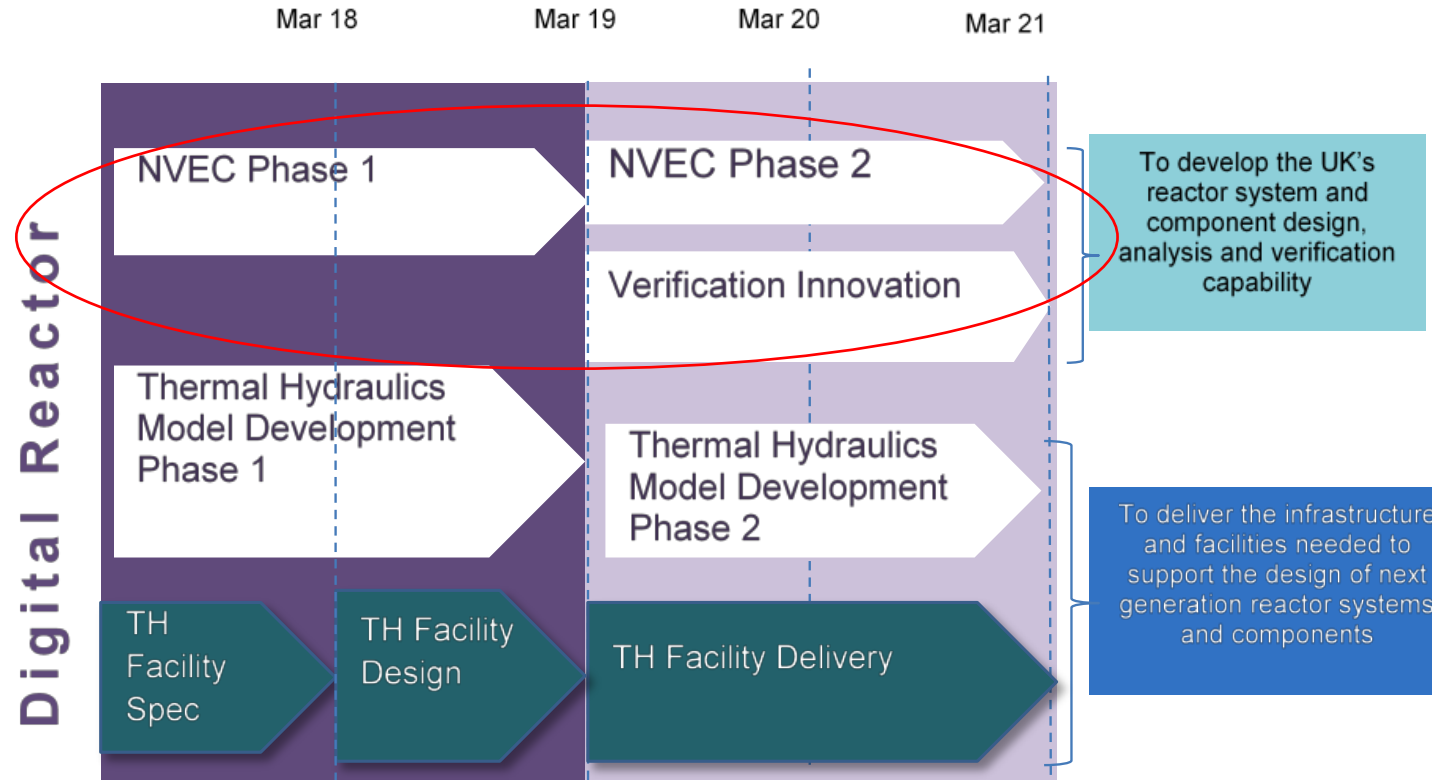 Mar 18
Mar 19
Mar 20
Mar 21
Digital Reactor
NVEC Phase 1
NVEC Phase 2
Verification Innovation
To develop the UK's
reactor system and
component design,
analysis and verification
capability
Thermal Hydraulics
Model Development
Phase 1
Thermal Hydraulics
Model Development
Phase 2
To deliver the infrastructure
and facilities needed to
support the design of next
generation reactor systems
and components
TH
Facility
Spec
TH Facility
Design
TH Facility Delivery